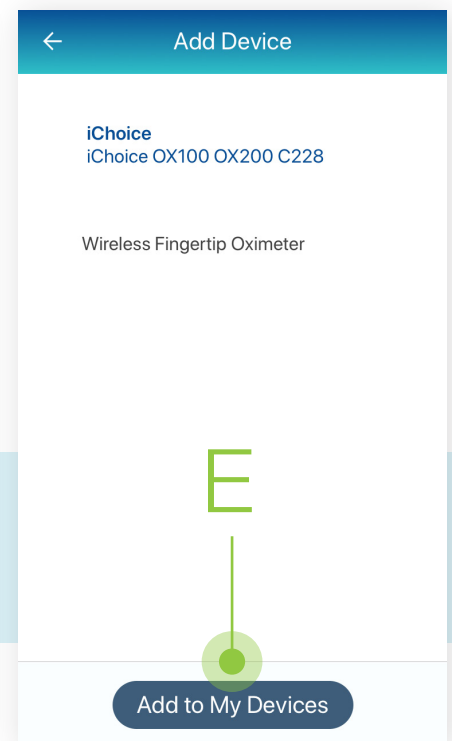 Add Device
iChoice
iChoice OX100 OX200 C228
Wireless Fingertip Oximeter
E
Add to My Devices